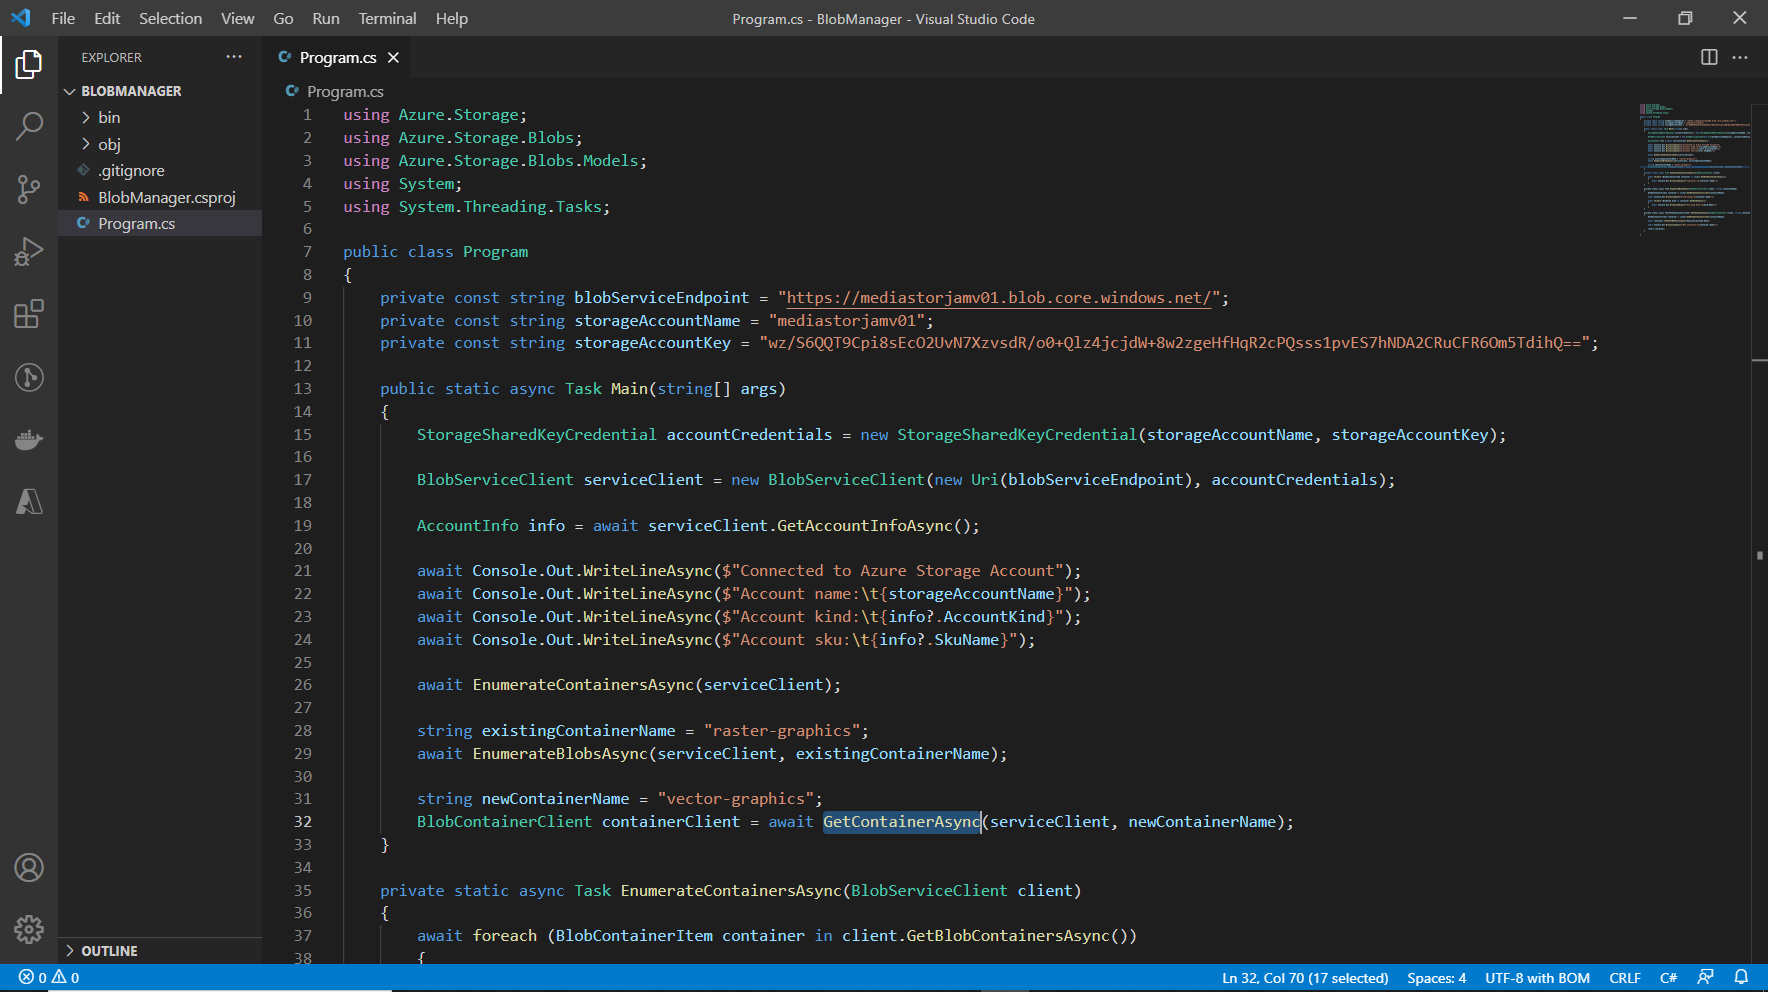 File Edit Selection View Go Run Terminal Help
Program.cs - BlobManager - Visual Studio Code
EXPLORER
BLOBMANAGER
bin
obj
.gitignore
BlobManager.csproj
Program.cs
OUTLINE
Program.cs
Program.cs
1 using Azure.Storage;
2 using Azure.Storage.Blobs;
3 using Azure.Storage.Blobs.Models;
4 using System;
5 using System.Threading.Tasks;
6
7 public class Program
8 {
9 private const string blobServiceEndpoint = "https://mediastorjamv01.blob.core.windows.net/";
10 private const string storageAccountName = "mediastorjamv01";
11 private const string storageAccountKey = "wz/S6QQT9Cpi8sEcO2UvN7XzvsdR/o0+Qlz4jcjdW+8w2zgeHfHqR2cPQsss1pvES7hNDA2CRuCFR6Om5TdihQ==";
12
13 public static async Task Main(string[] args)
14 {
15 StorageSharedKeyCredential accountCredentials = new StorageSharedKeyCredential(storageAccountName, storageAccountKey);
16
17 BlobServiceClient serviceClient = new BlobServiceClient(new Uri(blobServiceEndpoint), accountCredentials);
18
19 AccountInfo info = await serviceClient.GetAccountInfoAsync();
20
21 await Console.Out.WriteLineAsync($"Connected to Azure Storage Account");
22 await Console.Out.WriteLineAsync($"Account name:\t{storageAccountName}");
23 await Console.Out.WriteLineAsync($"Account kind:\t{info?.AccountKind}");
24 await Console.Out.WriteLineAsync($"Account sku:\t{info?.SkuName}");
25
26 await EnumerateContainersAsync(serviceClient);
27
28 string existingContainerName = "raster-graphics";
29 await EnumerateBlobsAsync(serviceClient, existingContainerName);
30
31 string newContainerName = "vector-graphics";
32 BlobContainerClient containerClient = await GetContainerAsync(serviceClient, newContainerName);
33 }
34
35 private static async Task EnumerateContainersAsync(BlobServiceClient client)
36 {
37 await foreach (BlobContainerItem container in client.GetBlobContainersAsync())
38 {
0 0
Ln 32, Col 70 (17 selected) Spaces: 4 UTF-8 with BOM CRLF C#